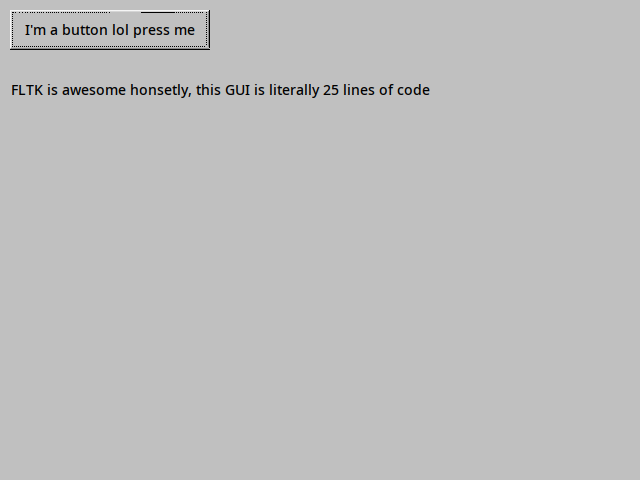 I'm a button lol press me
FLTK is awesome honsetly, this GUI is literally 25 lines of code